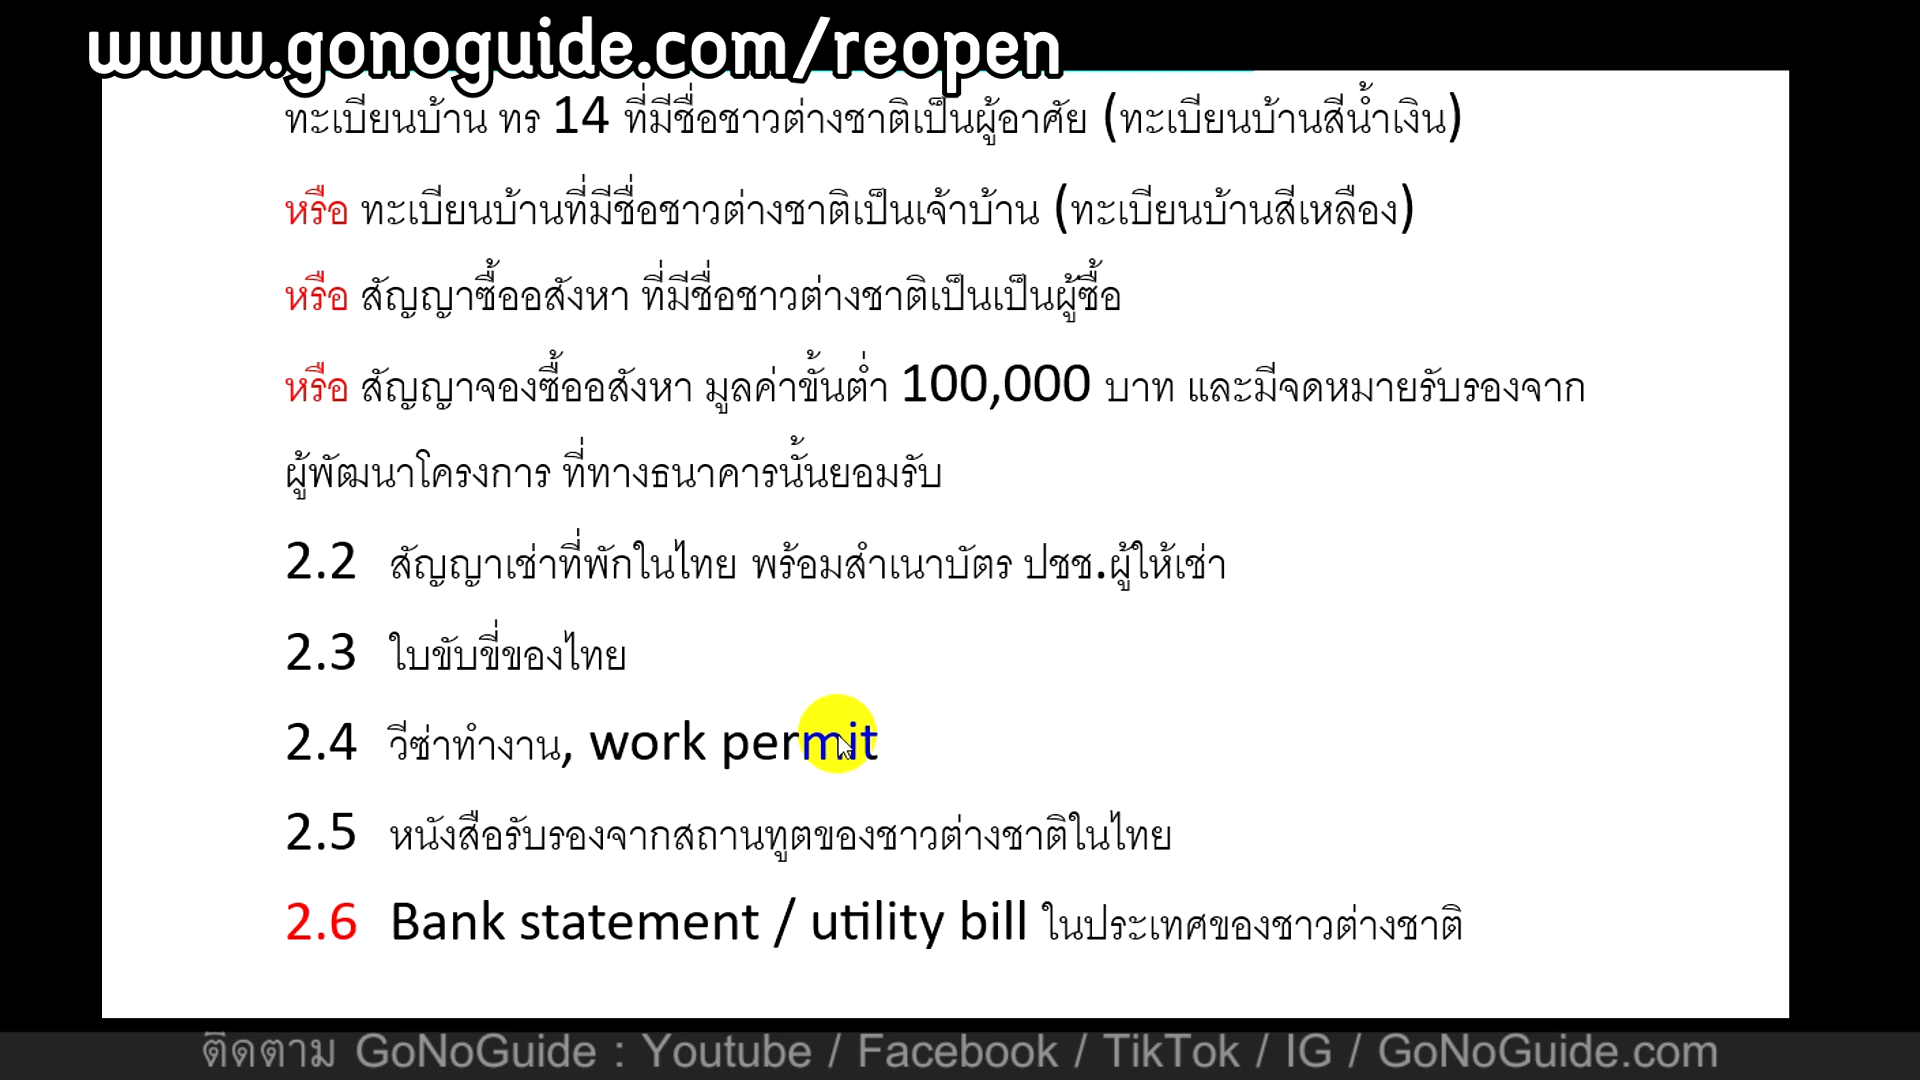 www.gonoguide.com/reopen
ทะเบียนบ้าน ทร 14 ที่มีชื่อชาวต่างชาติเป็นผู้อาศัย (ทะเบียนบ้านสีน้ำเงิน)
หรือ ทะเบียนบ้านที่มีชื่อชาวต่างชาติเป็นเจ้าบ้าน (ทะเบียนบ้านสีเหลือง)
หรือ สัญญาซื้ออสังหา ที่มีชื่อชาวต่างชาติเป็นเป็นผู้ซื้อ
หรือ สัญญาจองซื้ออสังหา มูลค่าขั้นต่ำ 100,000 บาท และมีจดหมายรับรองจาก
ผู้พัฒนาโครงการ ที่ทางธนาคารนั้นยอมรับ
2.2 สัญญาเช่าที่พักในไทย พร้อมสำเนาบัตร ปชช.ผู้ให้เช่า
2.3 ใบขับขี่ของไทย
2.4 วีซ่าทำงาน, work permit
2.5 หนังสือรับรองจากสถานทูตของชาวต่างชาติในไทย
2.6 Bank statement / utility bill ในประเทศของชาวต่างชาติ
ติดตาม GoNoGuide : Youtube / Facebook / TikTok / IG / GoNoGuide.com